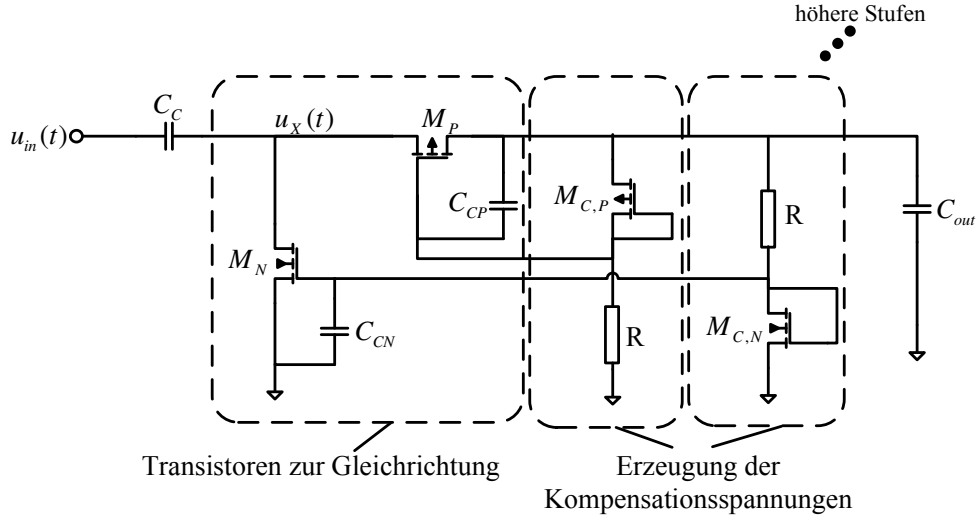 höhere Stufen
C_C
u_in(t)
u_X(t)
M_P
C_CP
M_C,P
R
C_out
M_N
C_CN
R
M_C,N
Transistoren zur Gleichrichtung
Erzeugung der
Kompensationsspannungen